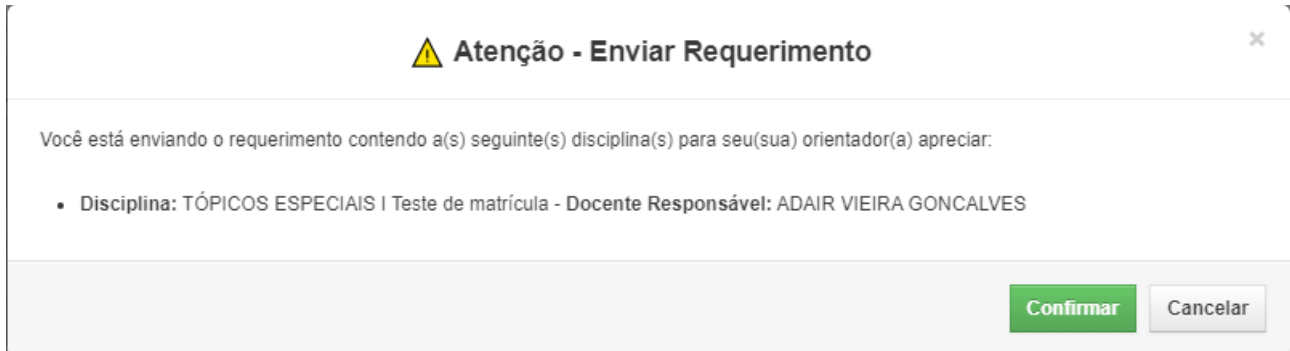 Atenção - Enviar Requerimento
×
Você está enviando o requerimento contendo a(s) seguinte(s) disciplina(s) para seu(sua) orientador(a) apreciar:
• Disciplina: TÓPICOS ESPECIAIS I Teste de matrícula - Docente Responsável: ADAIR VIEIRA GONCALVES
Confirmar Cancelar